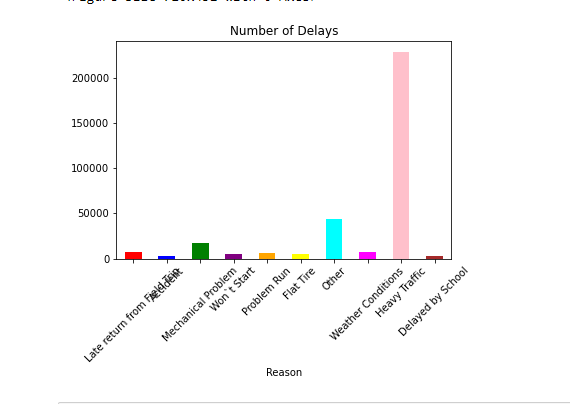 Number of Delays
200000
150000
100000
50000
0
Late return from Field Trip
Accident
Mechanical Problem
Won`t Start
Problem Run
Flat Tire
Other
Weather Conditions
Heavy Traffic
Delayed by School
Reason